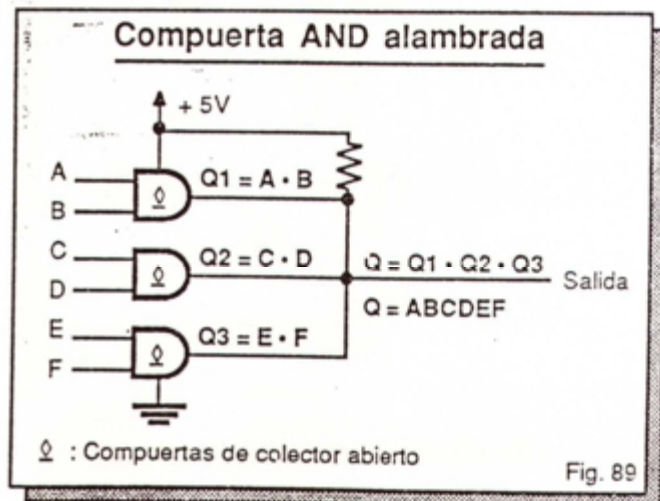 Compuerta AND alambrada
+ 5V
A
B
Q1 = A • B
C
D
Q2 = C • D
Q = Q1 • Q2 • Q3
Salida
Q = ABCDEF
E
F
Q3 = E • F
: Compuertas de colector abierto
Fig. 89